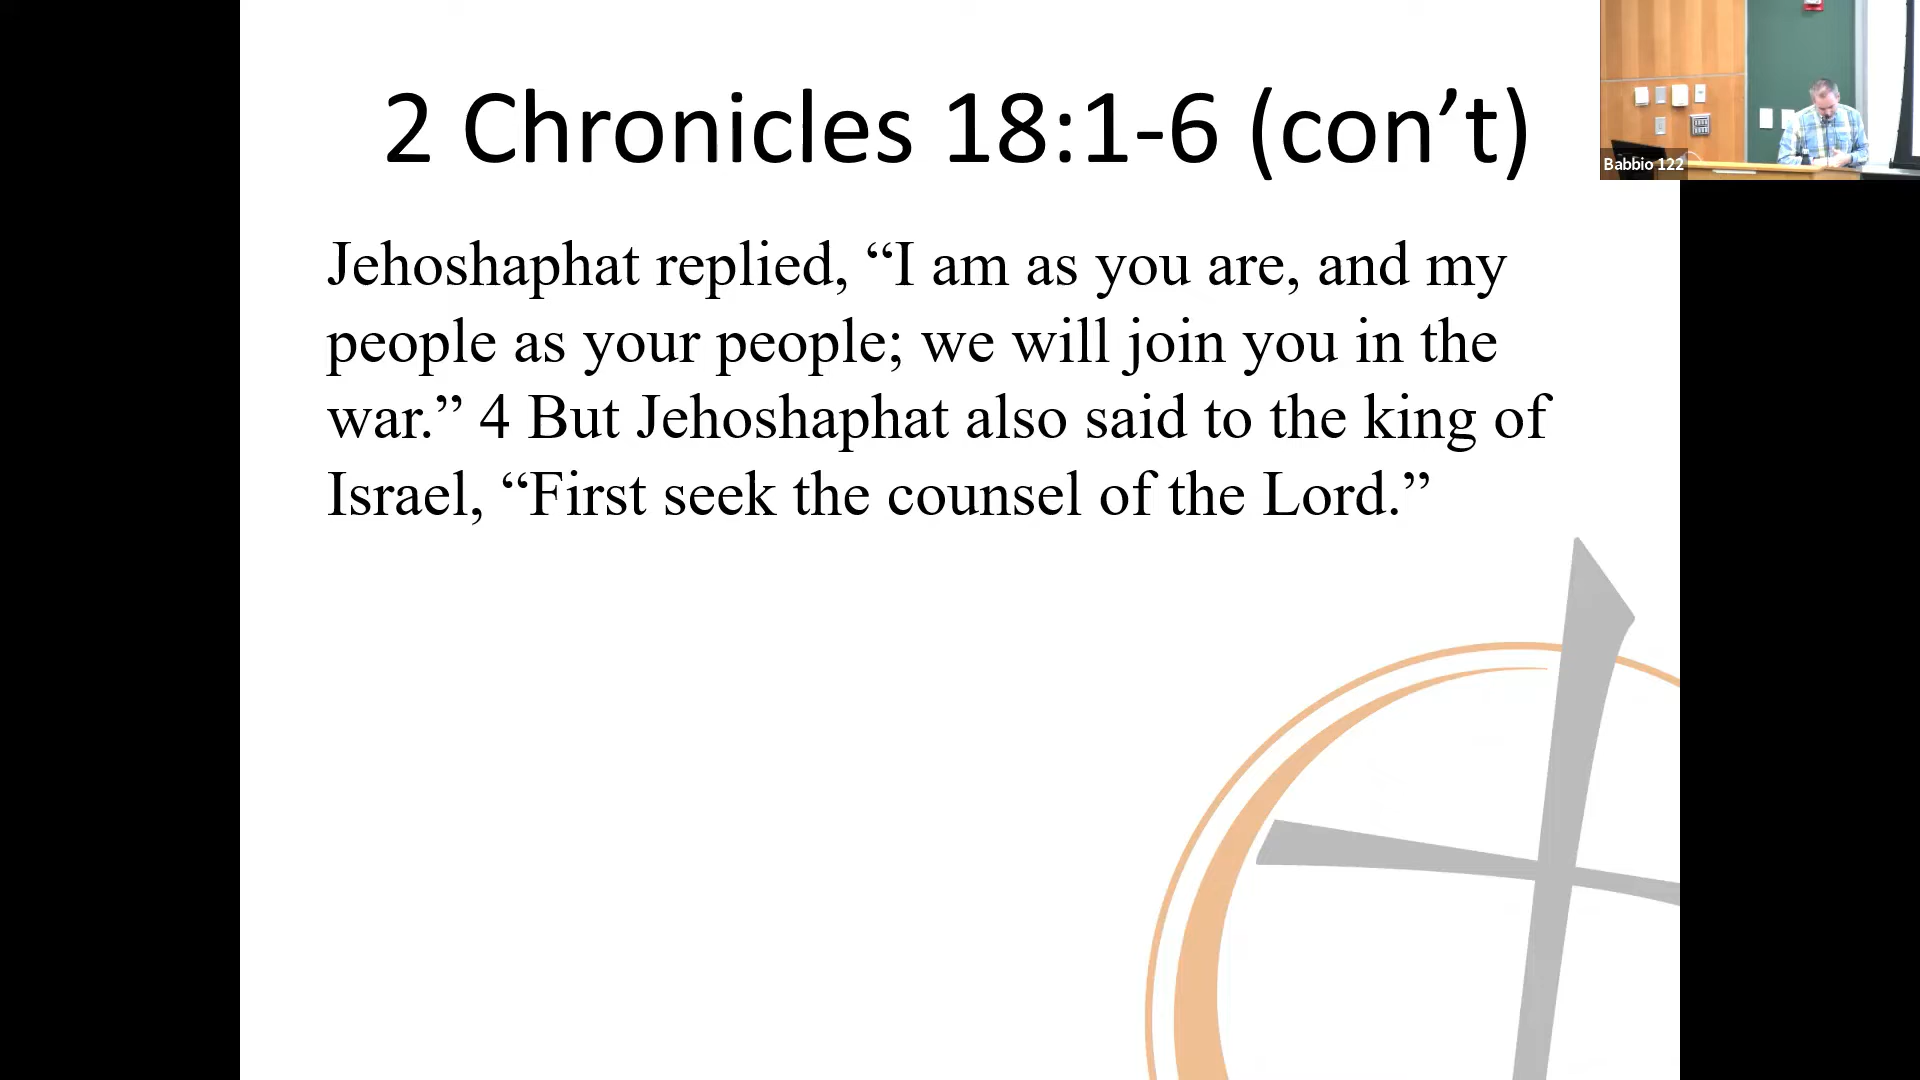 2 Chronicles 18:1-6 (con’t)
Jehoshaphat replied, “I am as you are, and my
people as your people; we will join you in the
war.” 4 But Jehoshaphat also said to the king of
Israel, “First seek the counsel of the Lord.”
Babbio 122